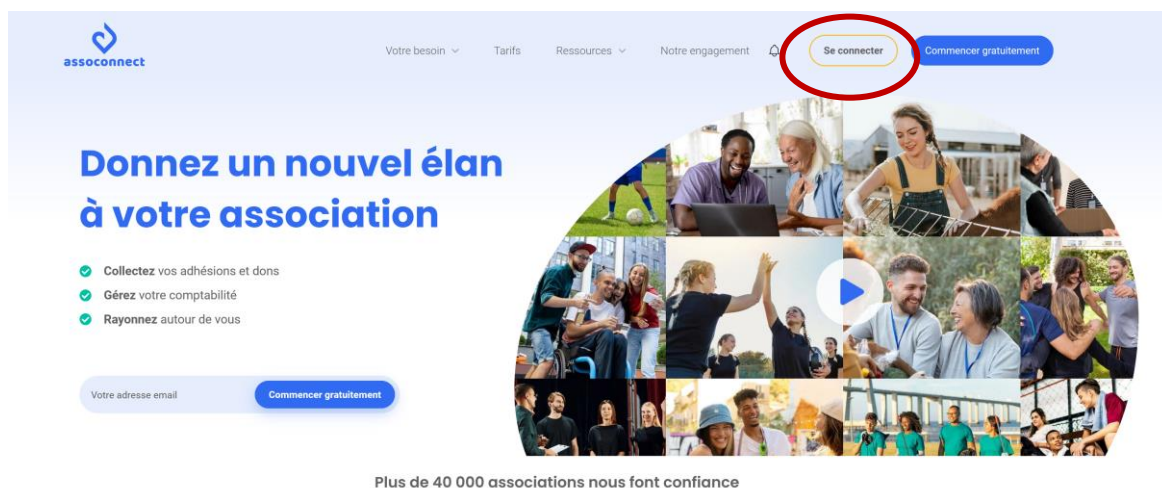 assoconnect
Votre besoin
Tarifs
Ressources
Notre engagement
Se connecter
Commencer gratuitement
Donnez un nouvel élan
à votre association
Collectez vos adhésions et dons
Gérez votre comptabilité
Rayonnez autour de vous
Votre adresse email
Commencer gratuitement
Plus de 40 000 associations nous font confiance